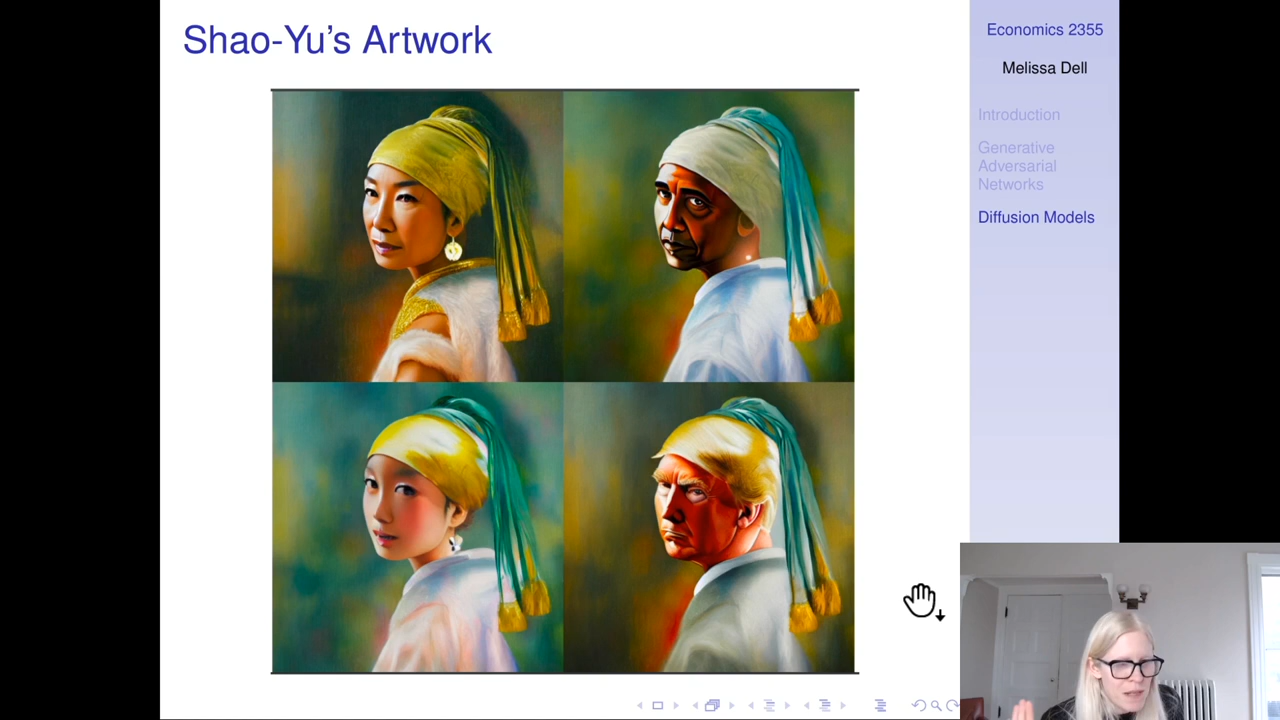 Shao-Yu's Artwork
Economics 2355
Melissa Dell
Introduction
Generative
Adversarial
Networks
Diffusion Models